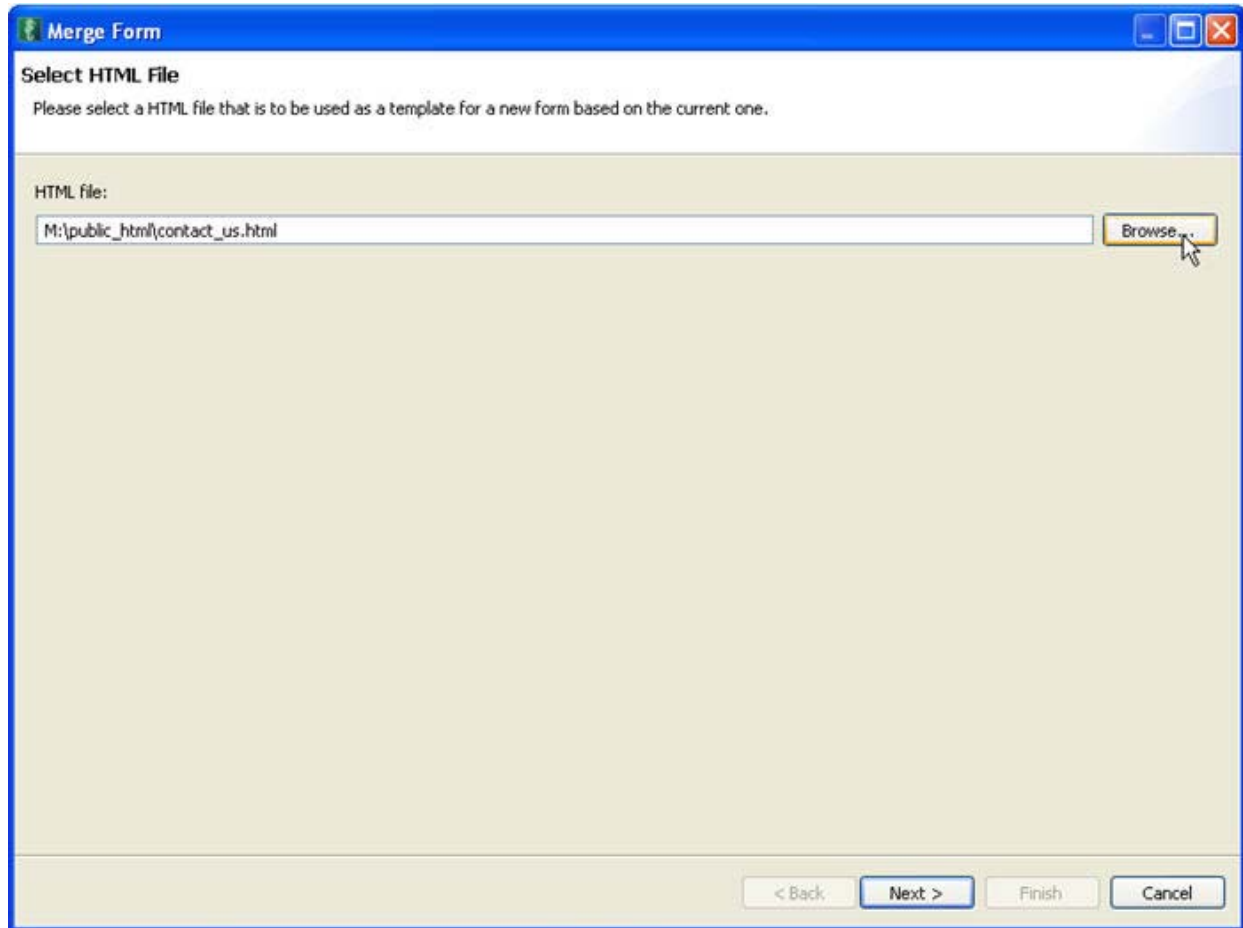 Merge Form
Select HTML File
Please select a HTML file that is to be used as a template for a new form based on the current one.
HTML file:
M:\public_html\contact_us.html
Browse...
< Back
Next >
Finish
Cancel